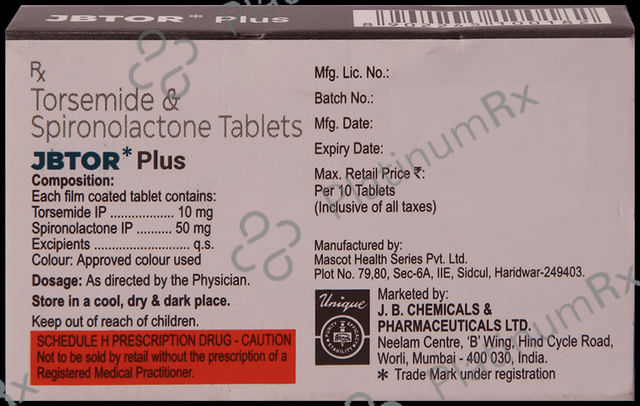 JBTOR* Plus
Rx
Torsemide &
Spironolactone Tablets
JBTOR* Plus
Composition:
Each film coated tablet contains:
Torsemide IP .................. 10 mg
Spironolactone IP .......... 50 mg
Excipients ........................ q.s.
Colour: Approved colour used
Dosage: As directed by the Physician.
Store in a cool, dry & dark place.
Keep out of reach of children.
SCHEDULE H PRESCRIPTION DRUG - CAUTION
Not to be sold by retail without the prescription of a
Registered Medical Practitioner.
Mfg. Lic. No.:
Batch No.:
Mfg. Date:
Expiry Date:
Max. Retail Price ₹:
Per 10 Tablets
(Inclusive of all taxes)
Manufactured by:
Mascot Health Series Pvt. Ltd.
Plot No. 79,80, Sec-6A, IIE, Sidcul, Haridwar-249403.
Unique
Marketed by:
J. B. CHEMICALS &
PHARMACEUTICALS LTD.
Neelam Centre, 'B' Wing, Hind Cycle Road,
Worli, Mumbai - 400 030, India.
* Trade Mark under registration
PlatinumRx
PlatinumRx